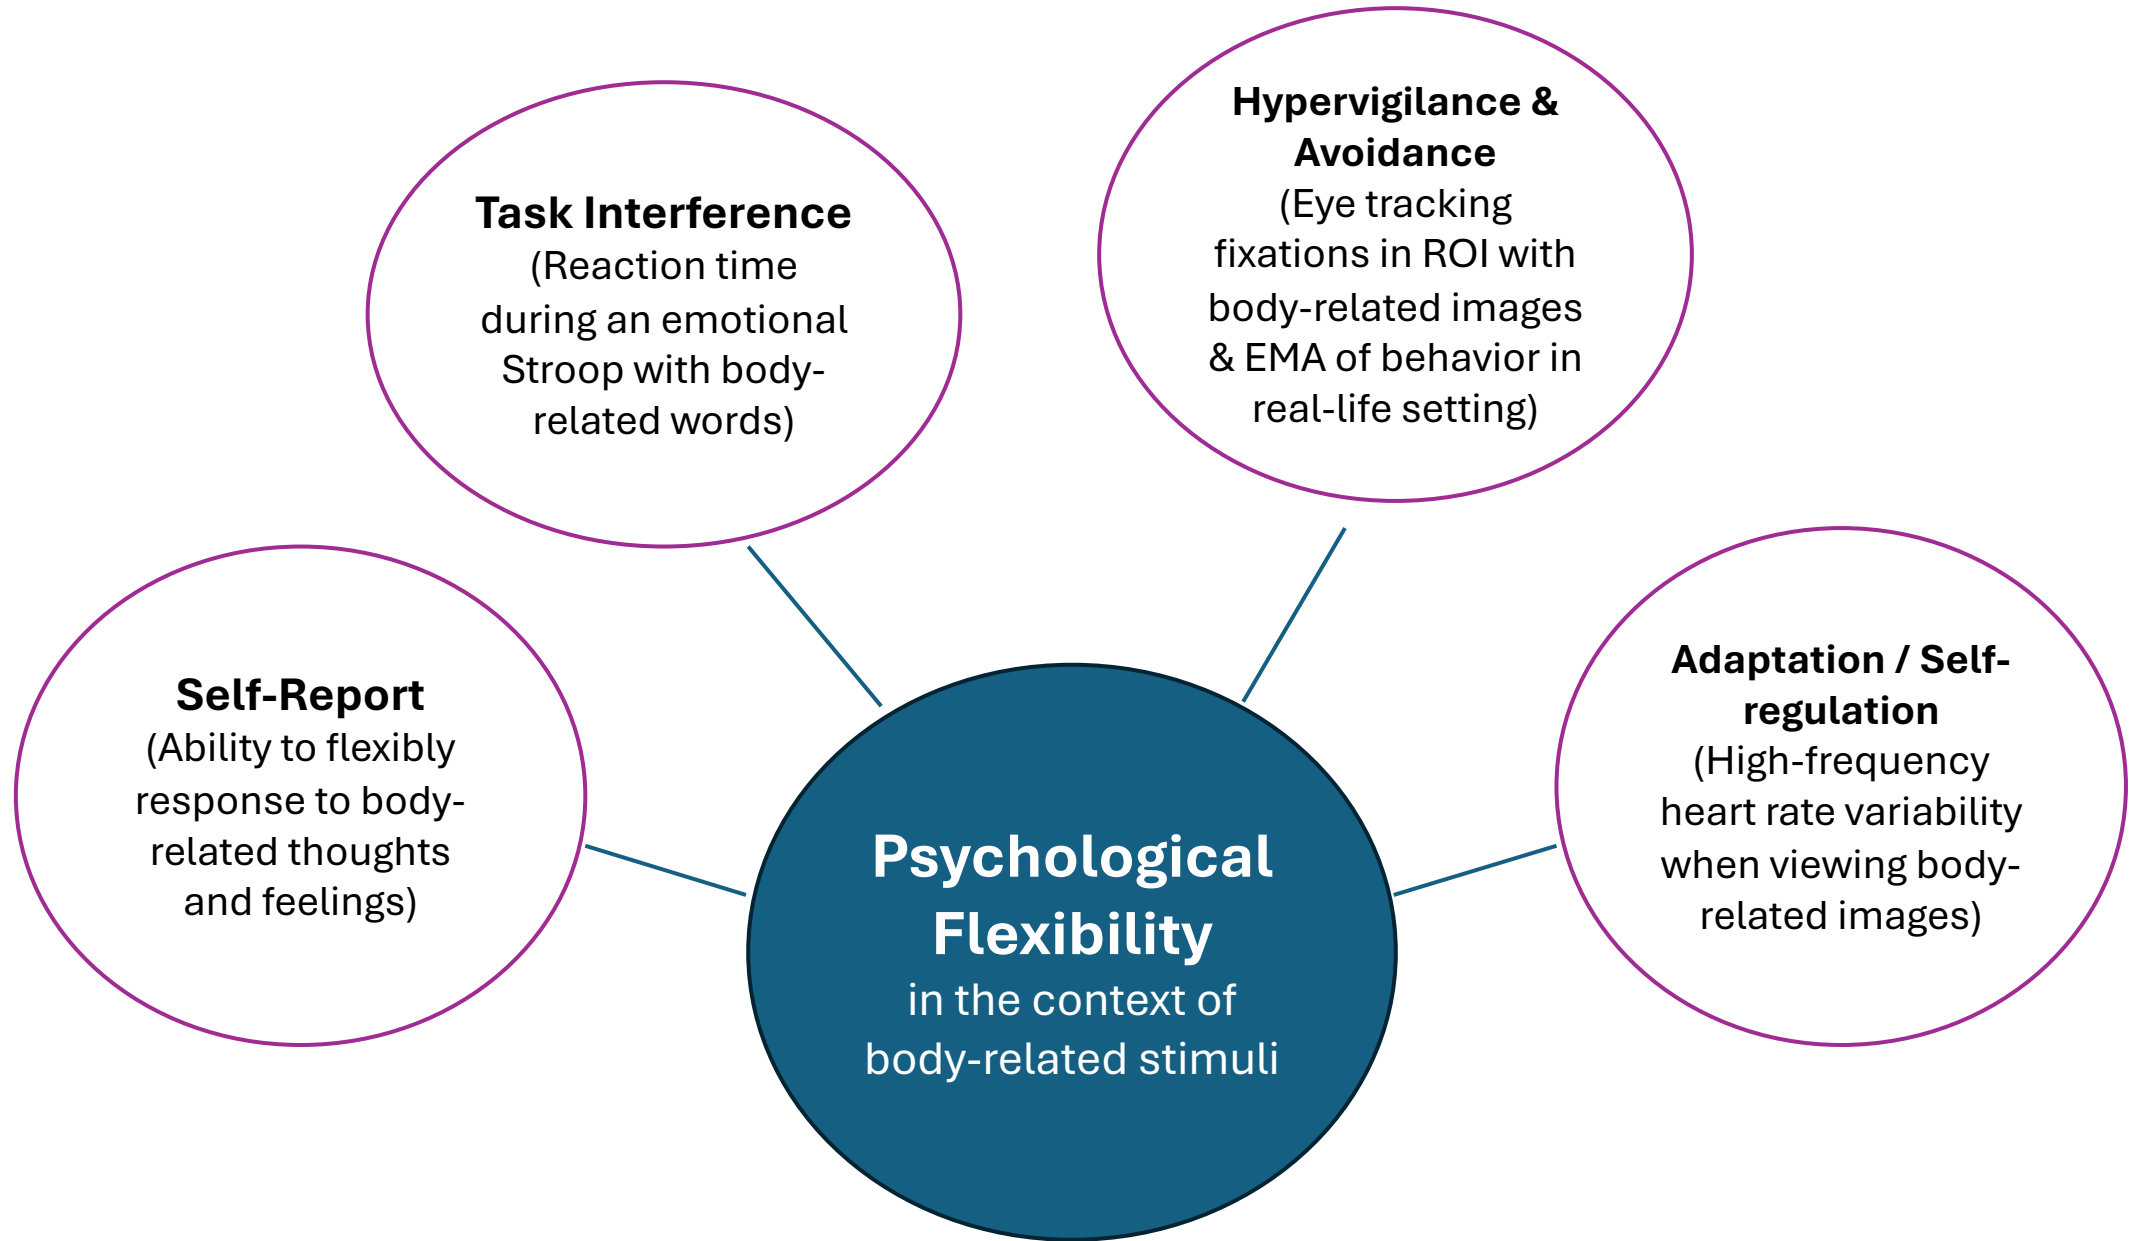 Hypervigilance &
Avoidance
(Eye tracking
fixations in ROI with
body-related images
& EMA of behavior in
real-life setting)
Task Interference
(Reaction time
during an emotional
Stroop with body-
related words)
Self-Report
(Ability to flexibly
response to body-
related thoughts
and feelings)
Adaptation / Self-
regulation
(High-frequency
heart rate variability
when viewing body-
related images)
Psychological
Flexibility
in the context of
body-related stimuli